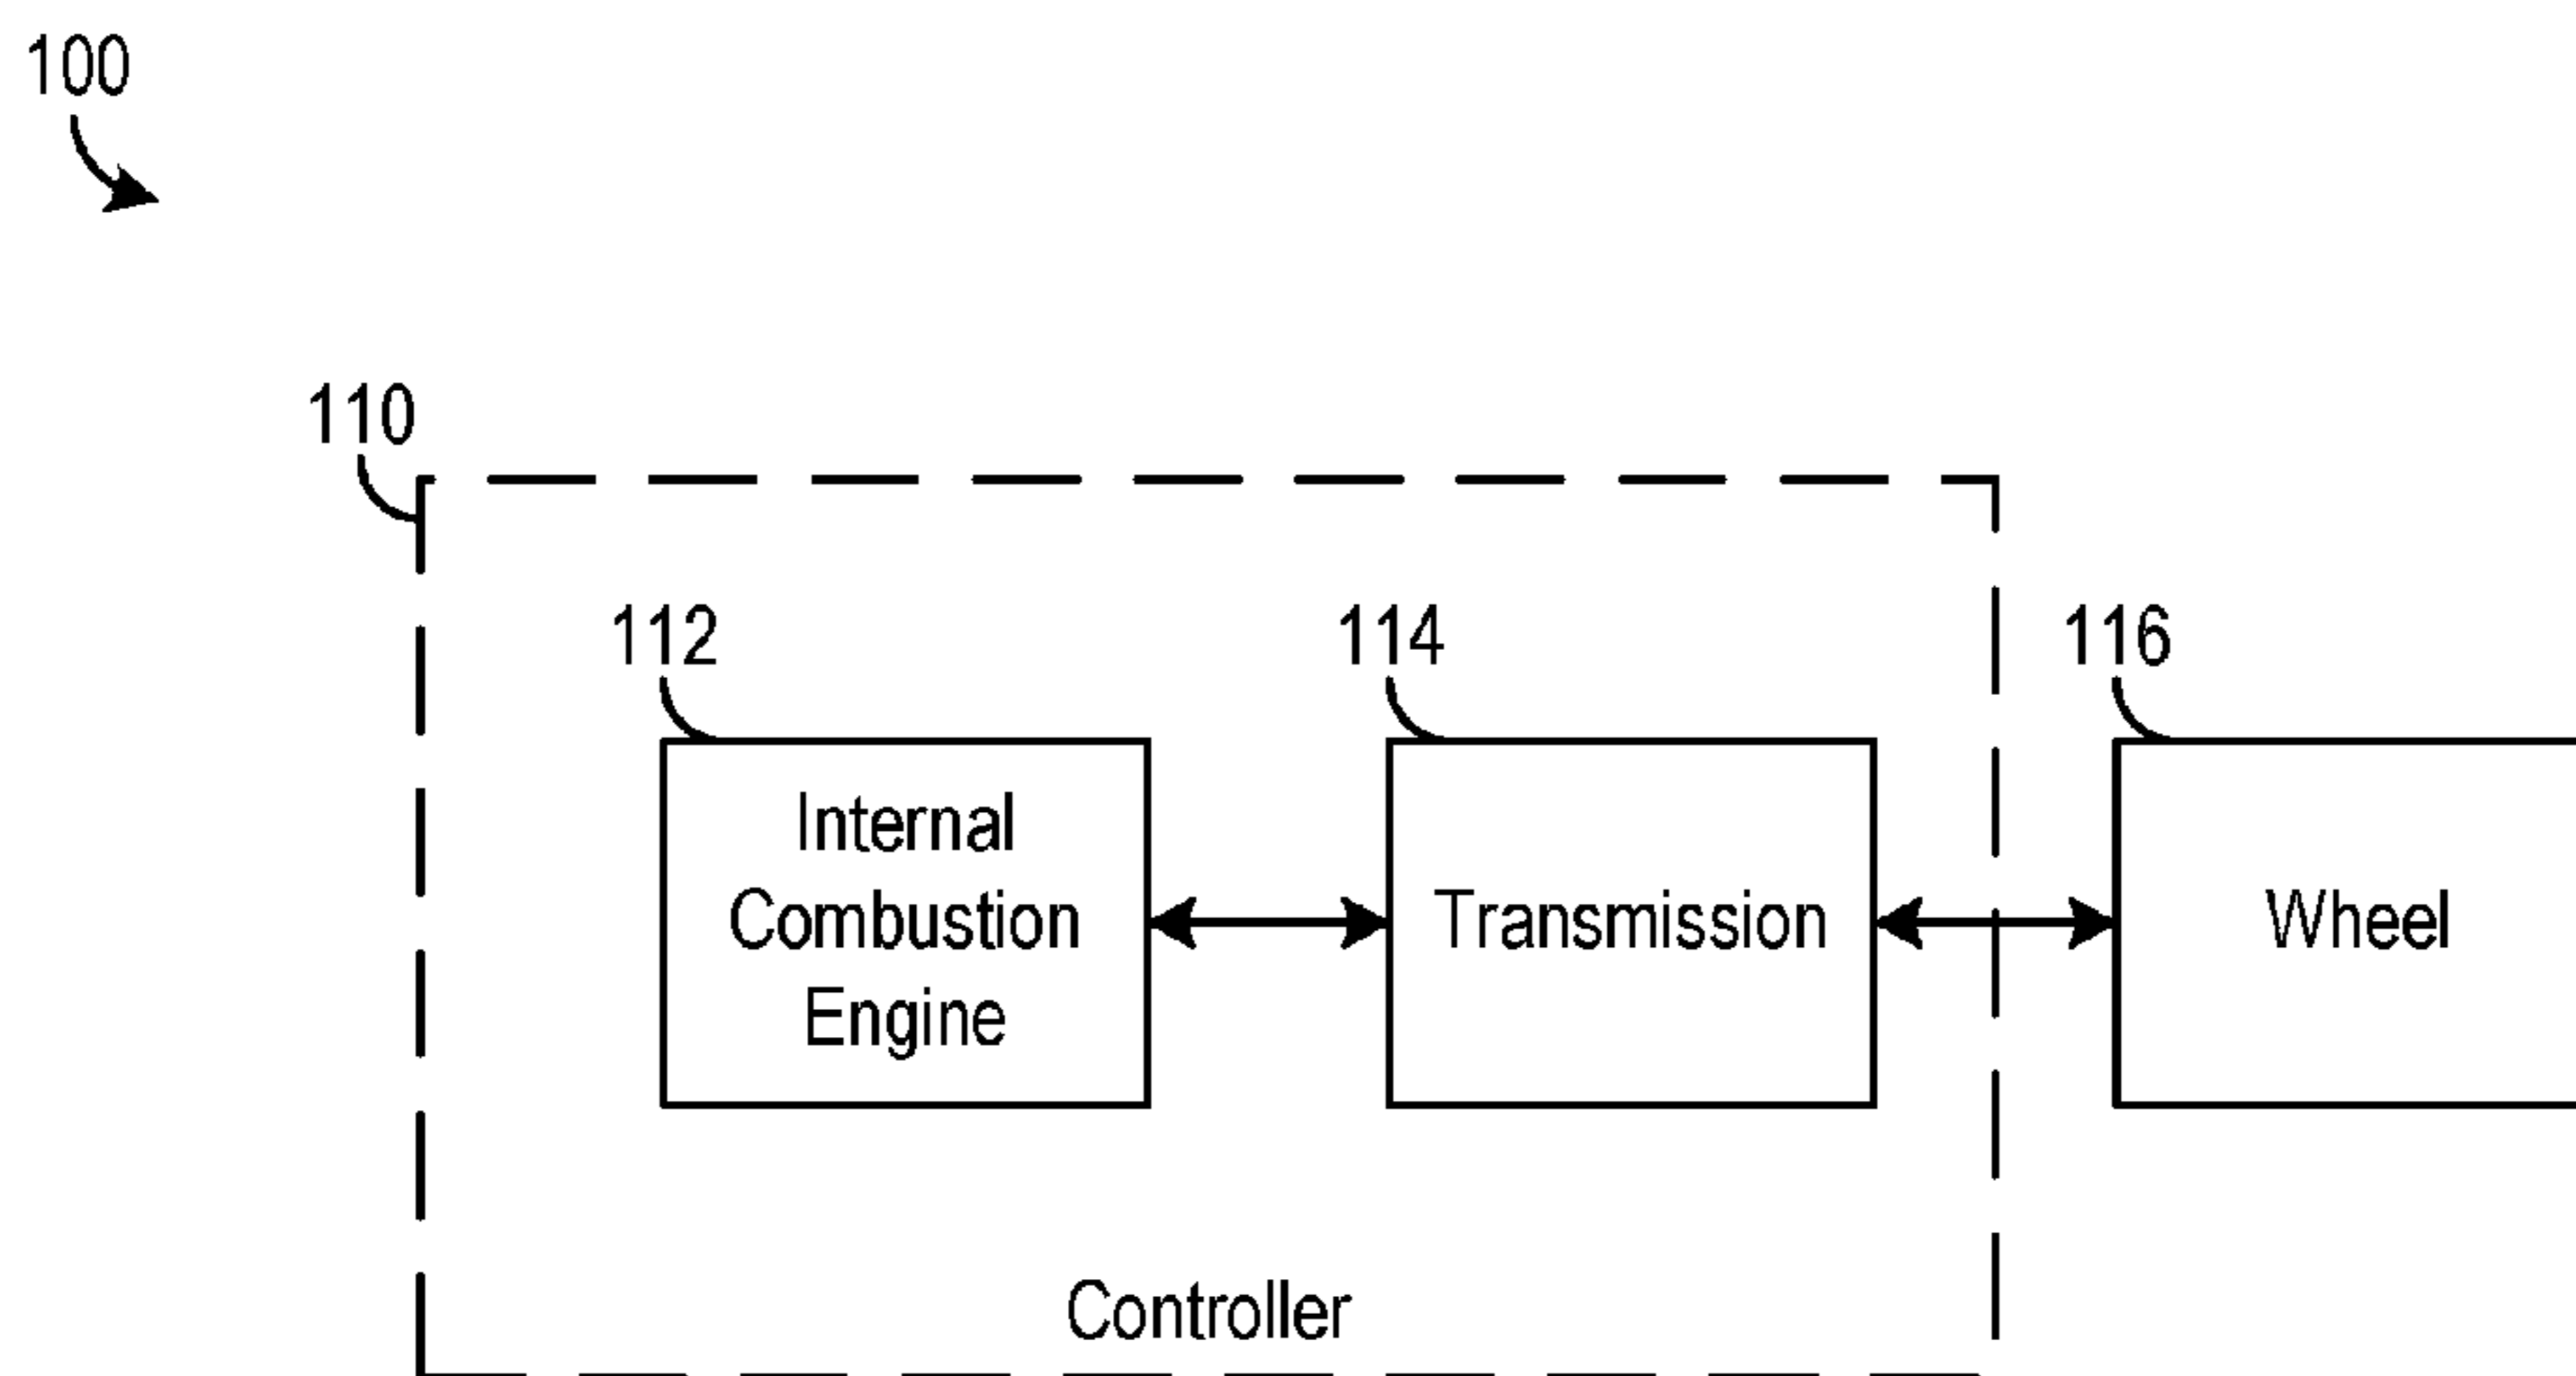 100
110
112
114
116
Internal
Combustion
Engine
Transmission
Wheel
Controller